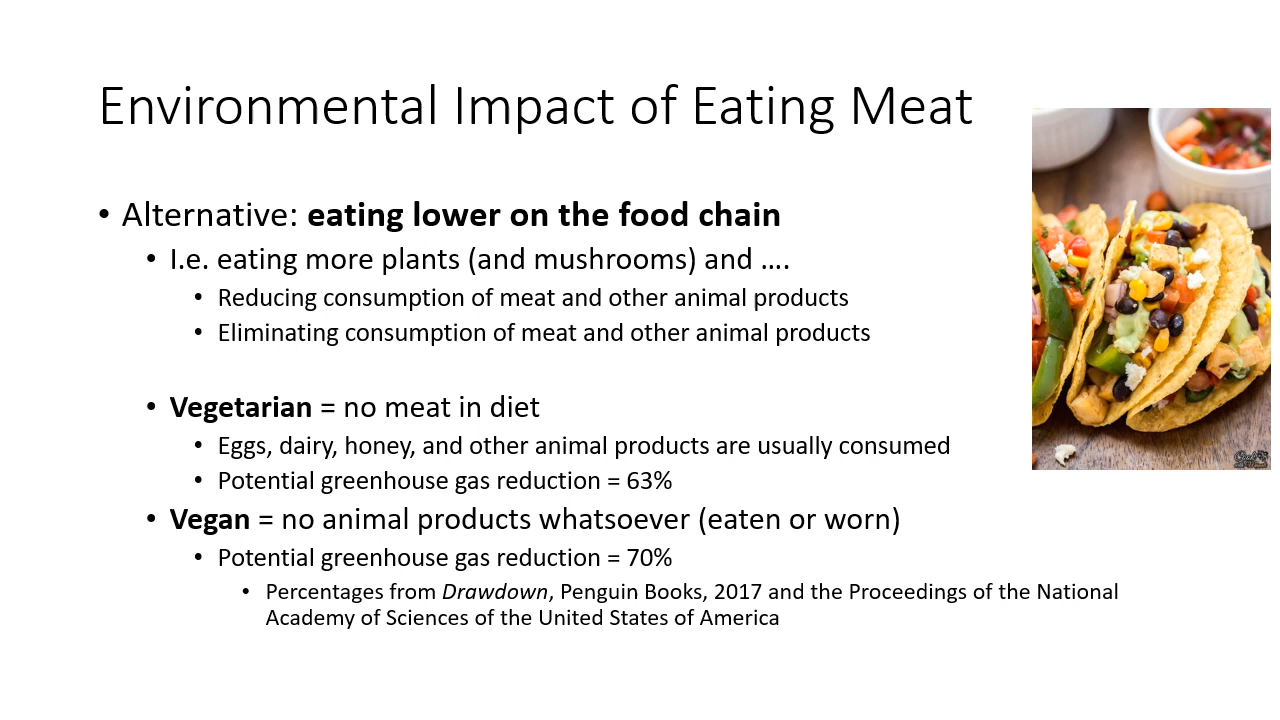 Environmental Impact of Eating Meat
• Alternative: eating lower on the food chain
• I.e. eating more plants (and mushrooms) and ….
• Reducing consumption of meat and other animal products
• Eliminating consumption of meat and other animal products
• Vegetarian = no meat in diet
• Eggs, dairy, honey, and other animal products are usually consumed
• Potential greenhouse gas reduction = 63%
• Vegan = no animal products whatsoever (eaten or worn)
• Potential greenhouse gas reduction = 70%
• Percentages from Drawdown, Penguin Books, 2017 and the Proceedings of the National
Academy of Sciences of the United States of America